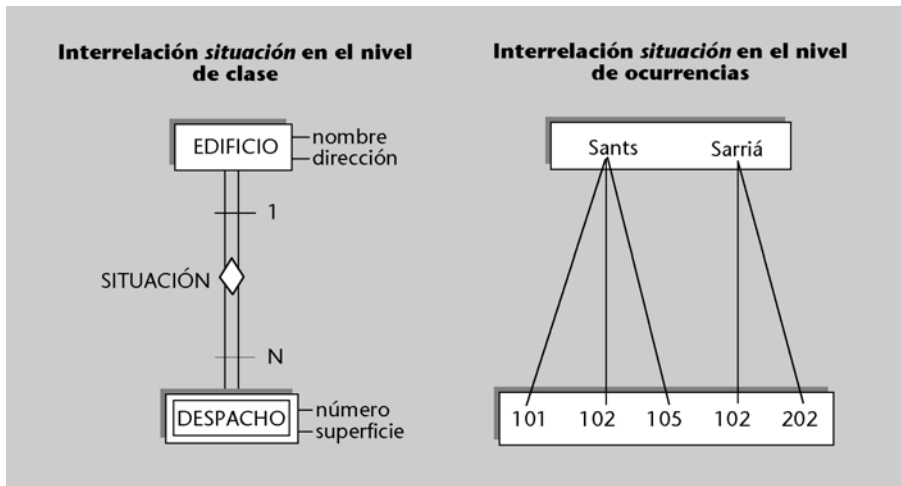 Interrelación situación en el nivel
de clase
EDIFICIO
nombre
dirección
1
SITUACIÓN
N
DESPACHO
número
superficie
Interrelación situación en el nivel
de ocurrencias
Sants Sarriá
101 102 105 102 202